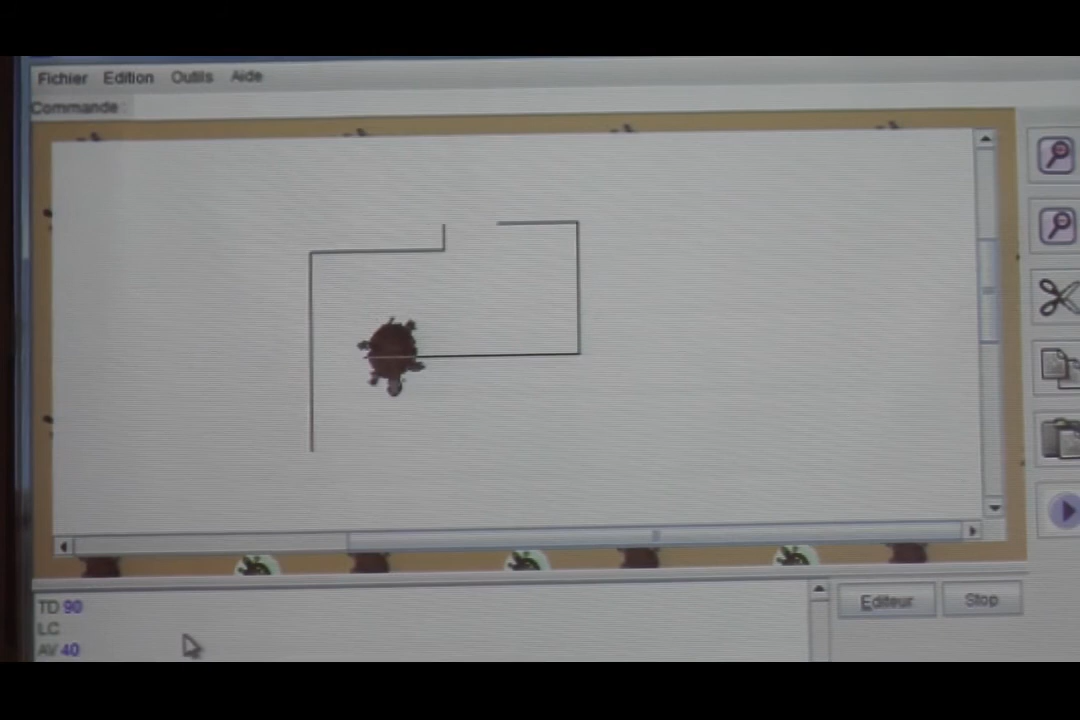 Fichier Edition Outils Aide
Commande
TD 90
LC
AV 40
Editeur Stop